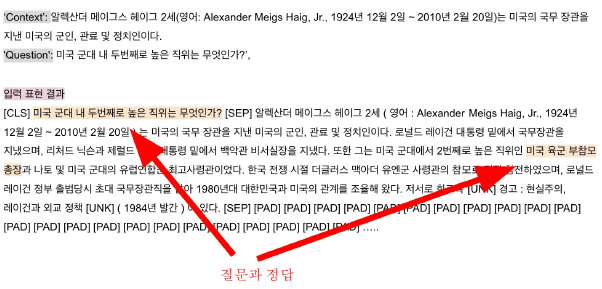 'Context': 알렉산더 메이그스 헤이그 2세(영어: Alexander Meigs Haig, Jr., 1924년 12월 2일 ~ 2010년 2월 20일)는 미국의 국무 장관을
지낸 미국의 군인, 관료 및 정치인이다.
'Question': 미국 군대 내 두번째로 높은 직위는 무엇인가?',
입력 표현 결과
[CLS] 미국 군대 내 두번째로 높은 직위는 무엇인가? [SEP] 알렉산더 메이그스 헤이그 2세 ( 영어 : Alexander Meigs Haig, Jr., 1924년
12월 2일 ~ 2010년 2월 20일 ) 는 미국의 국무 장관을 지낸 미국의 군인, 관료 및 정치인이다. 로널드 레이건 대통령 밑에서 국무장관을
지냈으며, 리처드 닉슨과 제럴드 대통령 밑에서 백악관 비서실장을 지냈다. 또한 그는 미국 군대에서 2번째로 높은 직위인 미국 육군 부참모
총장과 나토 및 미국 군대의 유럽연합 최고사령관이었다. 한국 전쟁 시절 더글러스 맥아더 유엔군 사령관의 참모로 참전하였으며, 로널드
레이건 정부 출범당시 초대 국무장관직을 맡아 1980년대 대한민국과 미국의 관계를 조율해 왔다. 저서로 [UNK] 경고 : 현실주의,
레이건과 외교 정책 [UNK] ( 1984년 발간 ) 이 있다. [SEP] [PAD] [PAD] [PAD] [PAD] [PAD] [PAD] [PAD] [PAD] [PAD] [PAD]
[PAD] [PAD] [PAD] [PAD] [PAD] [PAD] [PAD] [PAD] [PAD] [PAD] [PAD] [PAD] …..
질문과 정답